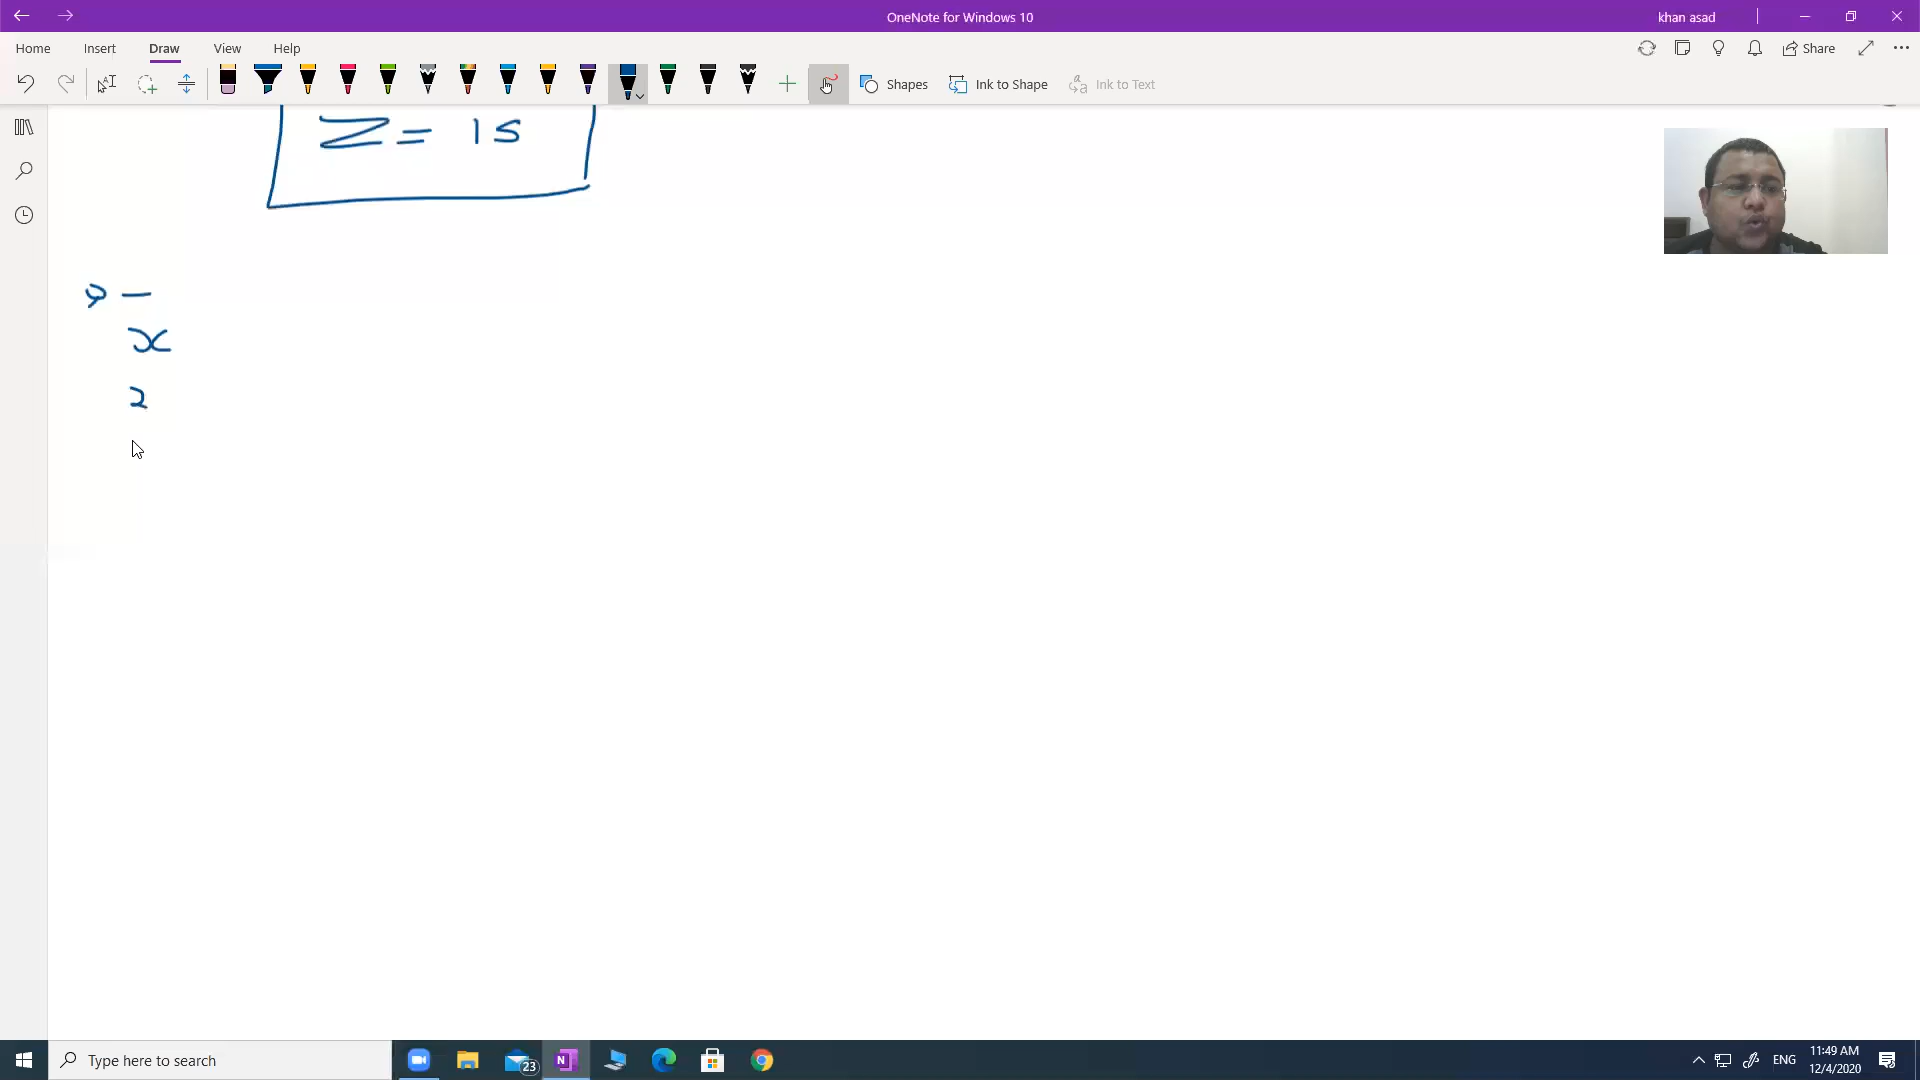 OneNote for Windows 10
khan asad
Home Insert Draw View Help
Share
Shapes Ink to Shape Ink to Text
Z = 15
Q —
x
2
Type here to search
23
N
ENG
11:49 AM
12/4/2020